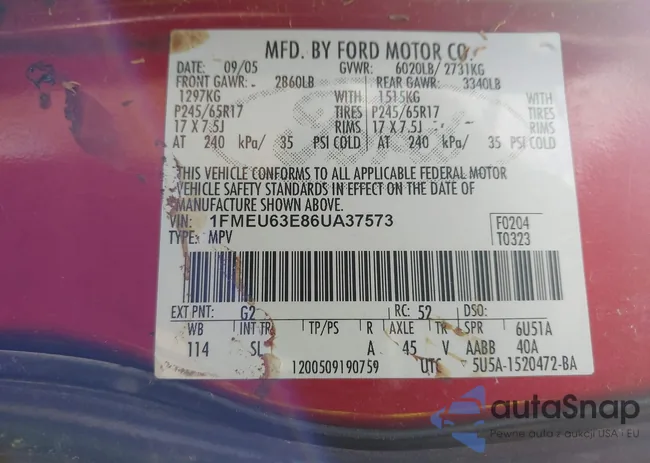 MFD. BY FORD MOTOR CO.
DATE: 09/05 GVWR: 6020LB/ 2731KG
FRONT GAWR: 2860LB REAR GAWR: 3340LB
1297KG WITH 1515KG WITH
P245/65R17 TIRES P245/65R17 TIRES
17 X 7.5J RIMS 17 X 7.5J RIMS
AT 240 kPa/ 35 PSI COLD AT 240 kPa/ 35 PSI COLD
THIS VEHICLE CONFORMS TO ALL APPLICABLE FEDERAL MOTOR
VEHICLE SAFETY STANDARDS IN EFFECT ON THE DATE OF
MANUFACTURE SHOWN ABOVE.
VIN: 1FMEU63E86UA37573 F0204
TYPE: MPV T0323
EXT PNT: G2 RC: 52 DSO:
WB INT TR TP/PS R AXLE TR SPR 6U51A
114 SL A 45 V AABB 40A
1200509190759 UTC 5U5A-1520472-BA
autaSnap
Pewne auto z aukcji USA i EU